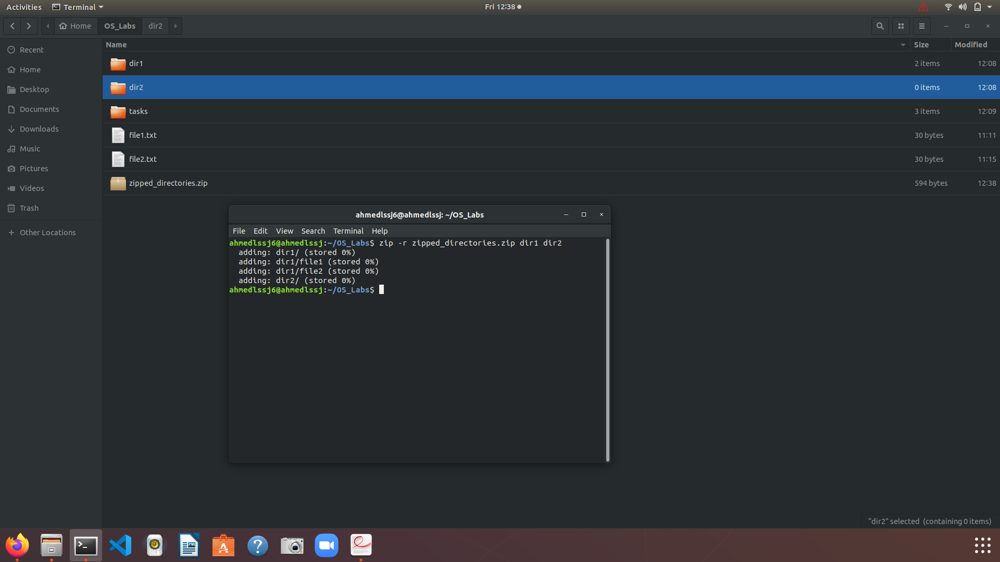 Activities Terminal Fri 12:38
Home OS_Labs dir2
Name Size Modified
Recent
Home
Desktop
Documents
Downloads
Music
Pictures
Videos
Trash
Other Locations
dir1 2 items 12:08
dir2 0 items 12:08
tasks 3 items 12:09
file1.txt 30 bytes 11:11
file2.txt 30 bytes 11:15
zipped_directories.zip 594 bytes 12:38
ahmedlssj6@ahmedlssj: ~/OS_Labs
File Edit View Search Terminal Help
ahmedlssj6@ahmedlssj:~/OS_Labs$ zip -r zipped_directories.zip dir1 dir2
adding: dir1/ (stored 0%)
adding: dir1/file1 (stored 0%)
adding: dir1/file2 (stored 0%)
adding: dir2/ (stored 0%)
ahmedlssj6@ahmedlssj:~/OS_Labs$
“dir2” selected (containing 0 items)